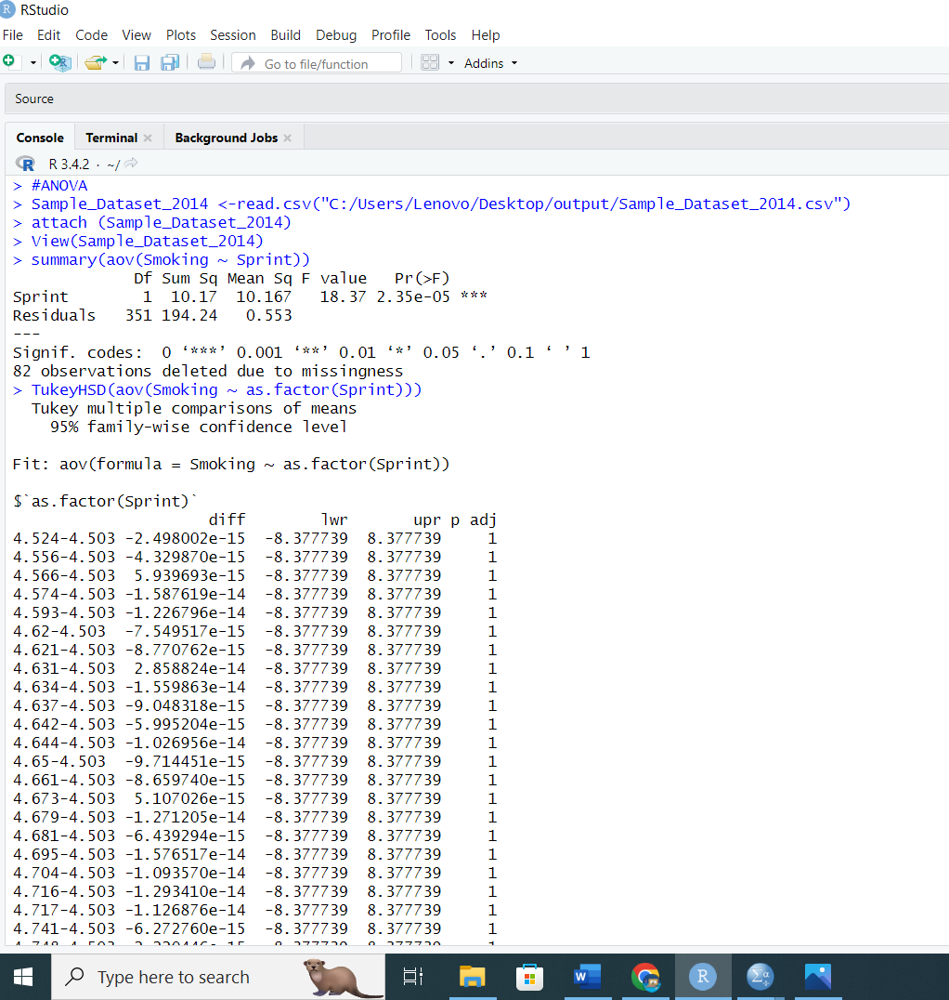 RStudio
File Edit Code View Plots Session Build Debug Profile Tools Help
Go to file/function Addins
Source
Console Terminal Background Jobs
R 3.4.2 · ~/
> #ANOVA
> Sample_Dataset_2014 <-read.csv("C:/Users/Lenovo/Desktop/output/Sample_Dataset_2014.csv")
> attach (Sample_Dataset_2014)
> View(Sample_Dataset_2014)
> summary(aov(Smoking ~ Sprint))
Df Sum Sq Mean Sq F value Pr(>F)
Sprint 1 10.17 10.167 18.37 2.35e-05 ***
Residuals 351 194.24 0.553
---
Signif. codes: 0 ‘***’ 0.001 ‘**’ 0.01 ‘*’ 0.05 ‘.’ 0.1 ‘ ’ 1
82 observations deleted due to missingness
> TukeyHSD(aov(Smoking ~ as.factor(Sprint)))
Tukey multiple comparisons of means
95% family-wise confidence level
Fit: aov(formula = Smoking ~ as.factor(Sprint))
$`as.factor(Sprint)`
diff lwr upr p adj
4.524-4.503 -2.498002e-15 -8.377739 8.377739 1
4.556-4.503 -4.329870e-15 -8.377739 8.377739 1
4.566-4.503 5.939693e-15 -8.377739 8.377739 1
4.574-4.503 -1.587619e-14 -8.377739 8.377739 1
4.593-4.503 -1.226796e-14 -8.377739 8.377739 1
4.62-4.503 -7.549517e-15 -8.377739 8.377739 1
4.621-4.503 -8.770762e-15 -8.377739 8.377739 1
4.631-4.503 2.858824e-14 -8.377739 8.377739 1
4.634-4.503 -1.559863e-14 -8.377739 8.377739 1
4.637-4.503 -9.048318e-15 -8.377739 8.377739 1
4.642-4.503 -5.995204e-15 -8.377739 8.377739 1
4.644-4.503 -1.026956e-14 -8.377739 8.377739 1
4.65-4.503 -9.714451e-15 -8.377739 8.377739 1
4.661-4.503 -8.659740e-15 -8.377739 8.377739 1
4.673-4.503 5.107026e-15 -8.377739 8.377739 1
4.679-4.503 -1.271205e-14 -8.377739 8.377739 1
4.681-4.503 -6.439294e-15 -8.377739 8.377739 1
4.695-4.503 -1.576517e-14 -8.377739 8.377739 1
4.704-4.503 -1.093570e-14 -8.377739 8.377739 1
4.716-4.503 -1.293410e-14 -8.377739 8.377739 1
4.717-4.503 -1.126876e-14 -8.377739 8.377739 1
4.741-4.503 -6.272760e-15 -8.377739 8.377739 1
Type here to search